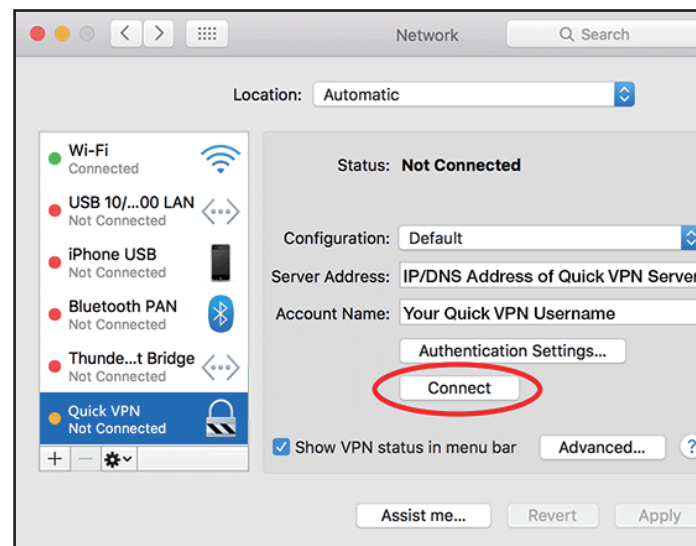 Network
Search
Location: Automatic
Wi-Fi
Connected
USB 10/...00 LAN
Not Connected
iPhone USB
Not Connected
Bluetooth PAN
Not Connected
Thunde...t Bridge
Not Connected
Quick VPN
Not Connected
Status: Not Connected
Configuration: Default
Server Address: IP/DNS Address of Quick VPN Server
Account Name: Your Quick VPN Username
Authentication Settings...
Connect
Show VPN status in menu bar
Advanced...
?
Assist me...
Revert
Apply